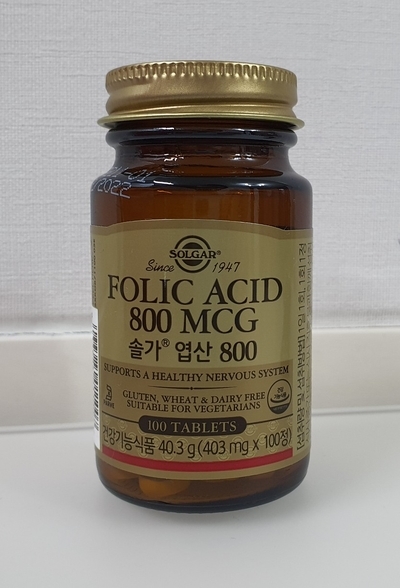 2022
SOLGAR®
Since 1947
FOLIC ACID
800 MCG
솔가® 엽산 800
SUPPORTS A HEALTHY NERVOUS SYSTEM
GLUTEN, WHEAT & DAIRY FREE
SUITABLE FOR VEGETARIANS
100 TABLETS
건강기능식품 40.3 g(403 mg x 100정)